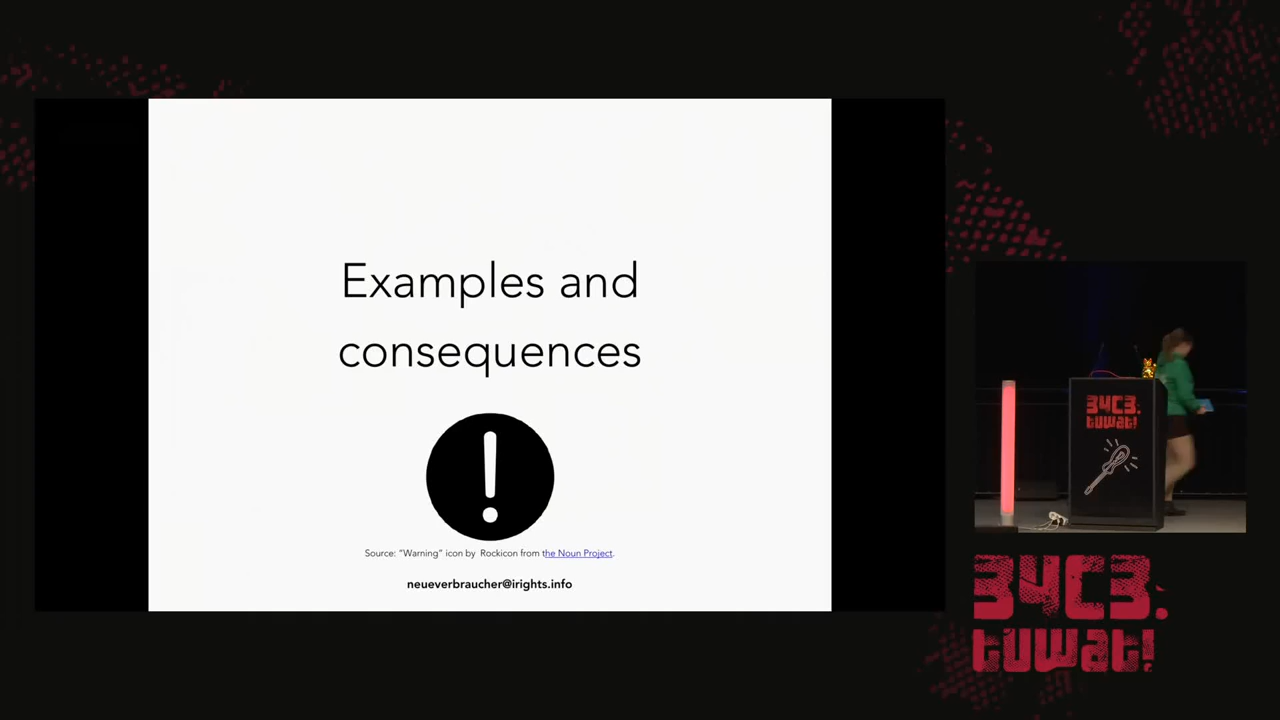 Examples and
consequences
Source: “Warning” icon by Rockicon from the Noun Project.
neueverbraucher@irights.info
34C3.
tuwat!
34C3.
tuwat!